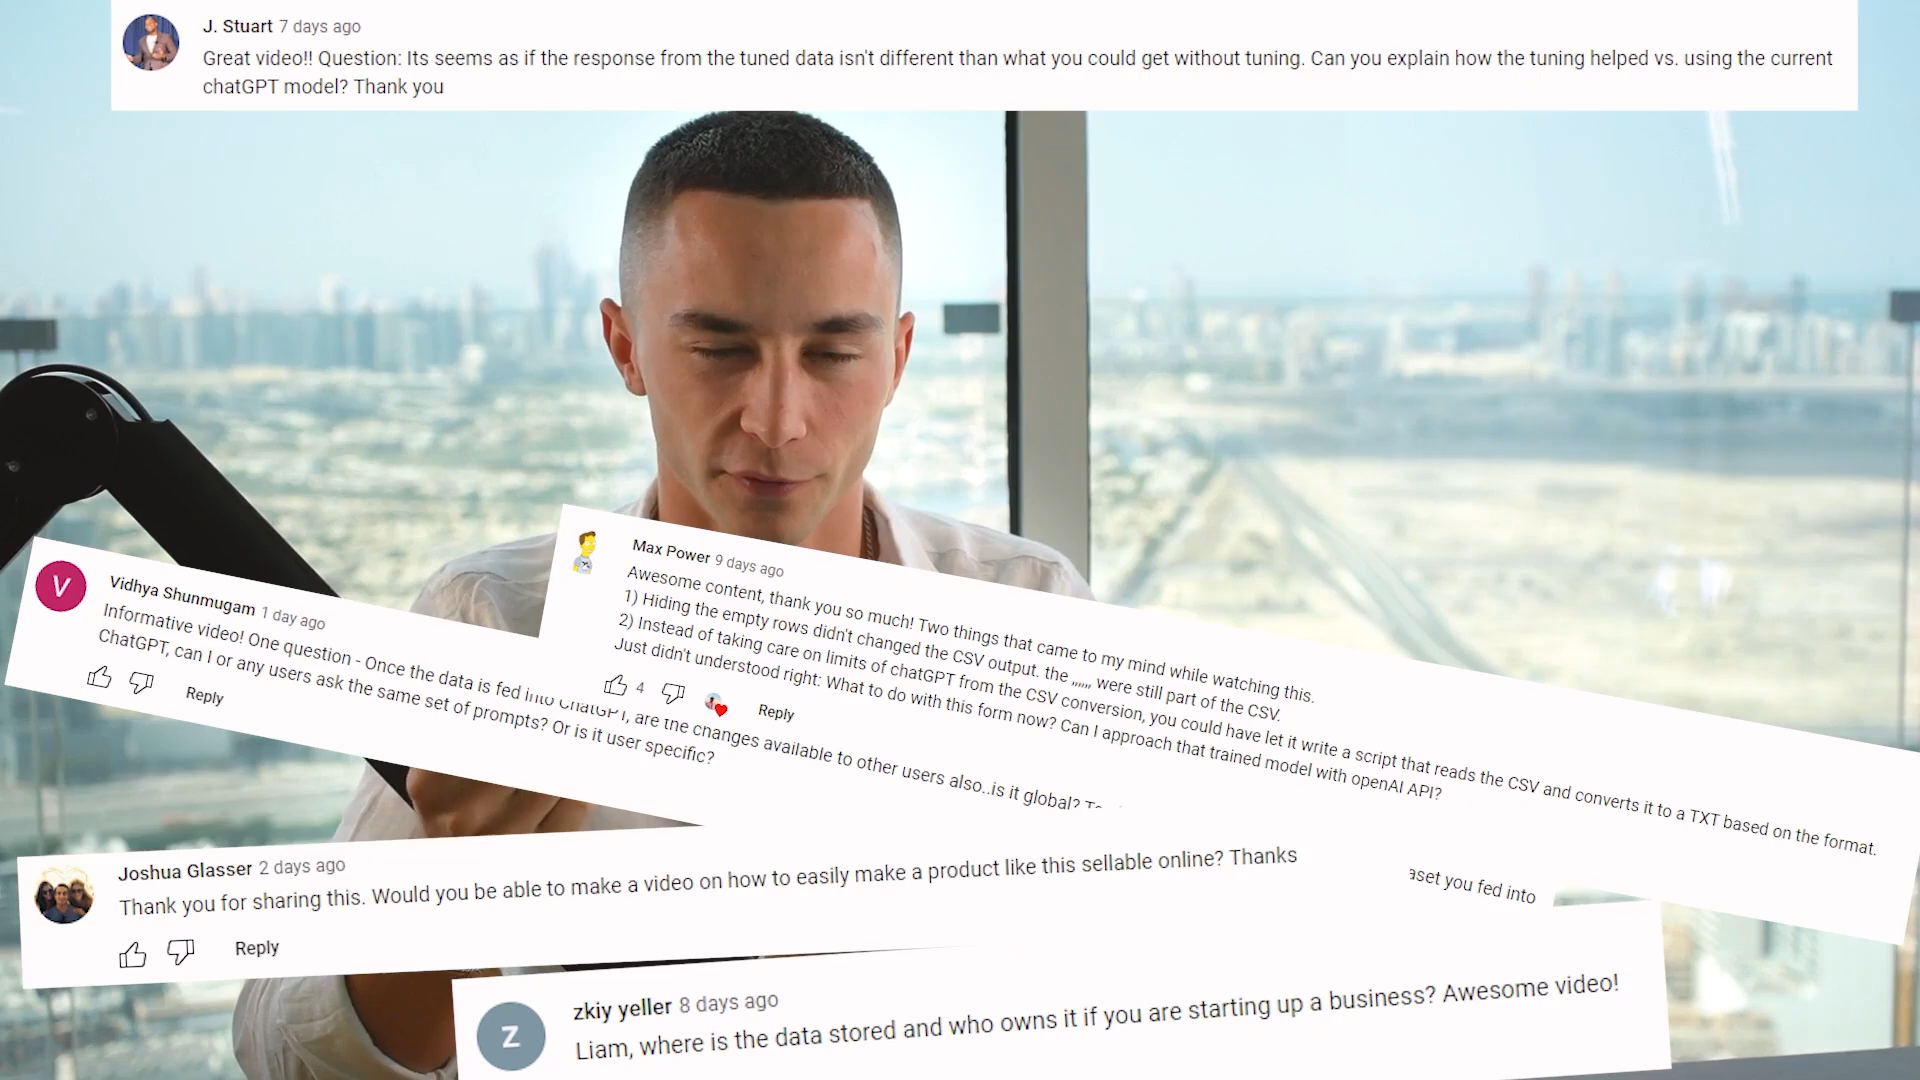 J. Stuart 7 days ago
Great video!! Question: Its seems as if the response from the tuned data isn't different than what you could get without tuning. Can you explain how the tuning helped vs. using the current
chatGPT model? Thank you
Max Power 9 days ago
Awesome content, thank you so much! Two things that came to my mind while watching this.
1) Hiding the empty rows didn't changed the CSV output. the ,,,,,, were still part of the CSV.
2) Instead of taking care on limits of chatGPT from the CSV conversion, you could have let it write a script that reads the CSV and converts it to a TXT based on the format.
Just didn't understood right: What to do with this form now? Can I approach that trained model with openAI API?
4 Reply
V
Vidhya Shunmugam 1 day ago
Informative video! One question - Once the data is fed into ChatGPT, are the changes available to other users also..is it global?
ChatGPT, can I or any users ask the same set of prompts? Or is it user specific?
Reply
aset you fed into
Joshua Glasser 2 days ago
Thank you for sharing this. Would you be able to make a video on how to easily make a product like this sellable online? Thanks
Reply
Z
zkiy yeller 8 days ago
Liam, where is the data stored and who owns it if you are starting up a business? Awesome video!